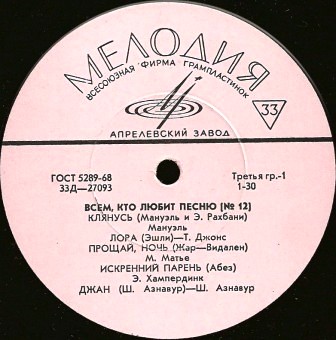 МЕЛОДИЯ
ВСЕСОЮЗНАЯ ФИРМА ГРАМПЛАСТИНОК
33
АПРЕЛЕВСКИЙ ЗАВОД
ГОСТ 5289-68 Третья гр.-1
33Д—27093 1-30
ВСЕМ, КТО ЛЮБИТ ПЕСНЮ [№ 12]
КЛЯНУСЬ (Мануэль и Э. Рахбани)
Мануэль
ЛОРА (Эшли)—Т. Джонс
ПРОЩАЙ, НОЧЬ (Жар—Видален)
М. Матье
ИСКРЕННИЙ ПАРЕНЬ (Абез)
Э. Хампердинк
ДЖАН (Ш. Азнавур)—Ш. Азнавур